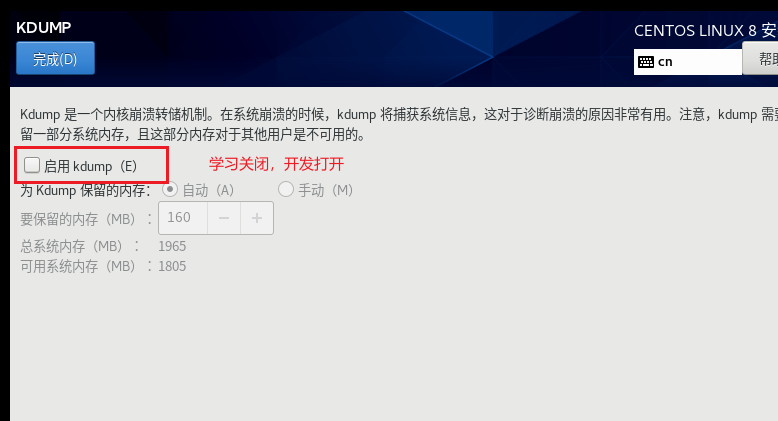 KDUMP
CENTOS LINUX 8 安
完成(D)
cn
帮助
Kdump 是一个内核崩溃转储机制。在系统崩溃的时候，kdump 将捕获系统信息，这对于诊断崩溃的原因非常有用。注意，kdump 需要
留一部分系统内存，且这部分内存对于其他用户是不可用的。
启用 kdump（E）
学习关闭，开发打开
为 Kdump 保留的内存： 自动（A） 手动（M）
要保留的内存（MB）： 160 − +
总系统内存（MB）： 1965
可用系统内存（MB）： 1805